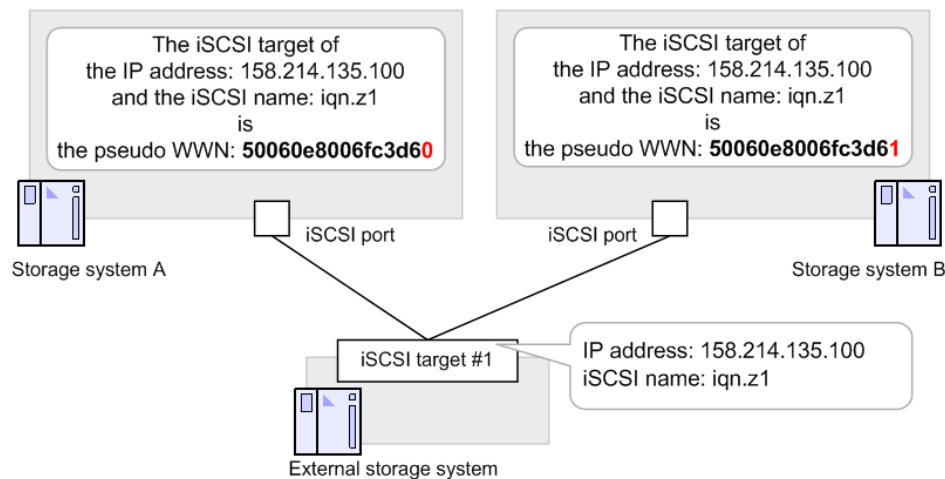 The iSCSI target of
the IP address: 158.214.135.100
and the iSCSI name: iqn.z1
is
the pseudo WWN: 50060e8006fc3d60
The iSCSI target of
the IP address: 158.214.135.100
and the iSCSI name: iqn.z1
is
the pseudo WWN: 50060e8006fc3d61
iSCSI port
iSCSI port
Storage system A
Storage system B
iSCSI target #1
IP address: 158.214.135.100
iSCSI name: iqn.z1
External storage system